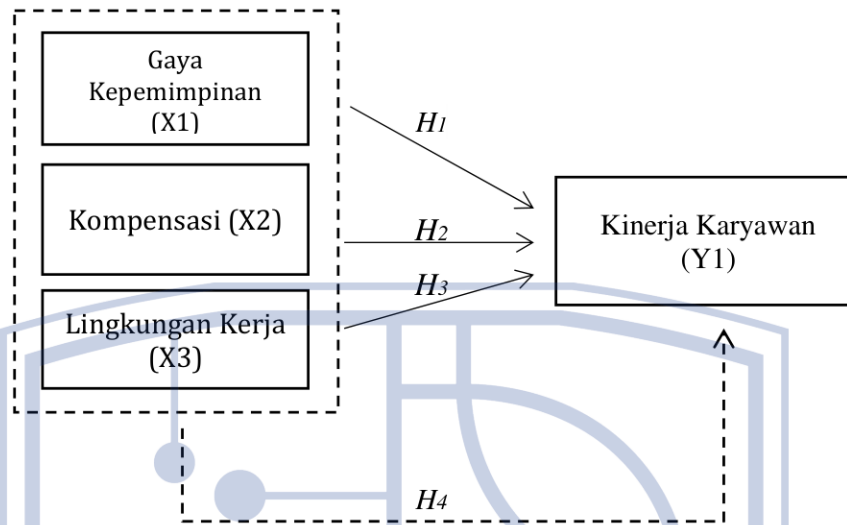 Gaya
Kepemimpinan
(X1)
H1
Kompensasi (X2)
H2
Kinerja Karyawan
(Y1)
H3
Lingkungan Kerja
(X3)
H4